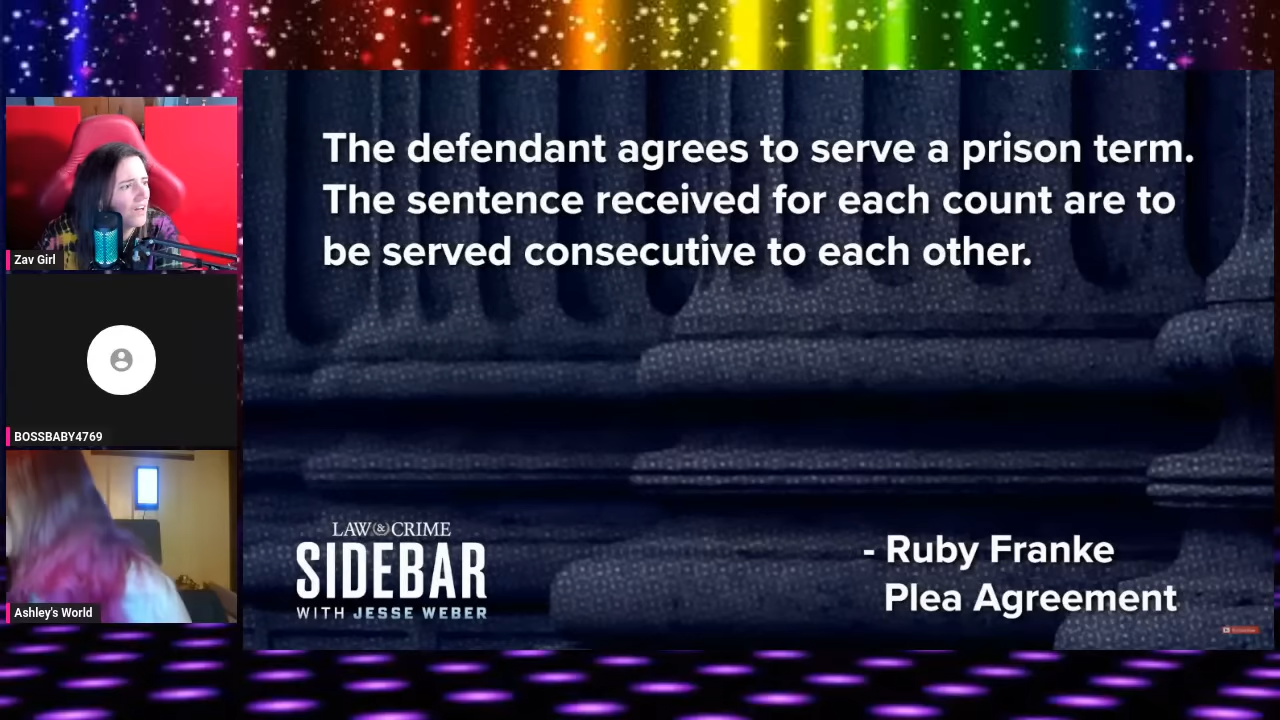 The defendant agrees to serve a prison term.
The sentence received for each count are to
be served consecutive to each other.
Zav Girl
BOSSBABY4769
Ashley's World
LAW & CRIME
SIDEBAR
WITH JESSE WEBER
- Ruby Franke
Plea Agreement